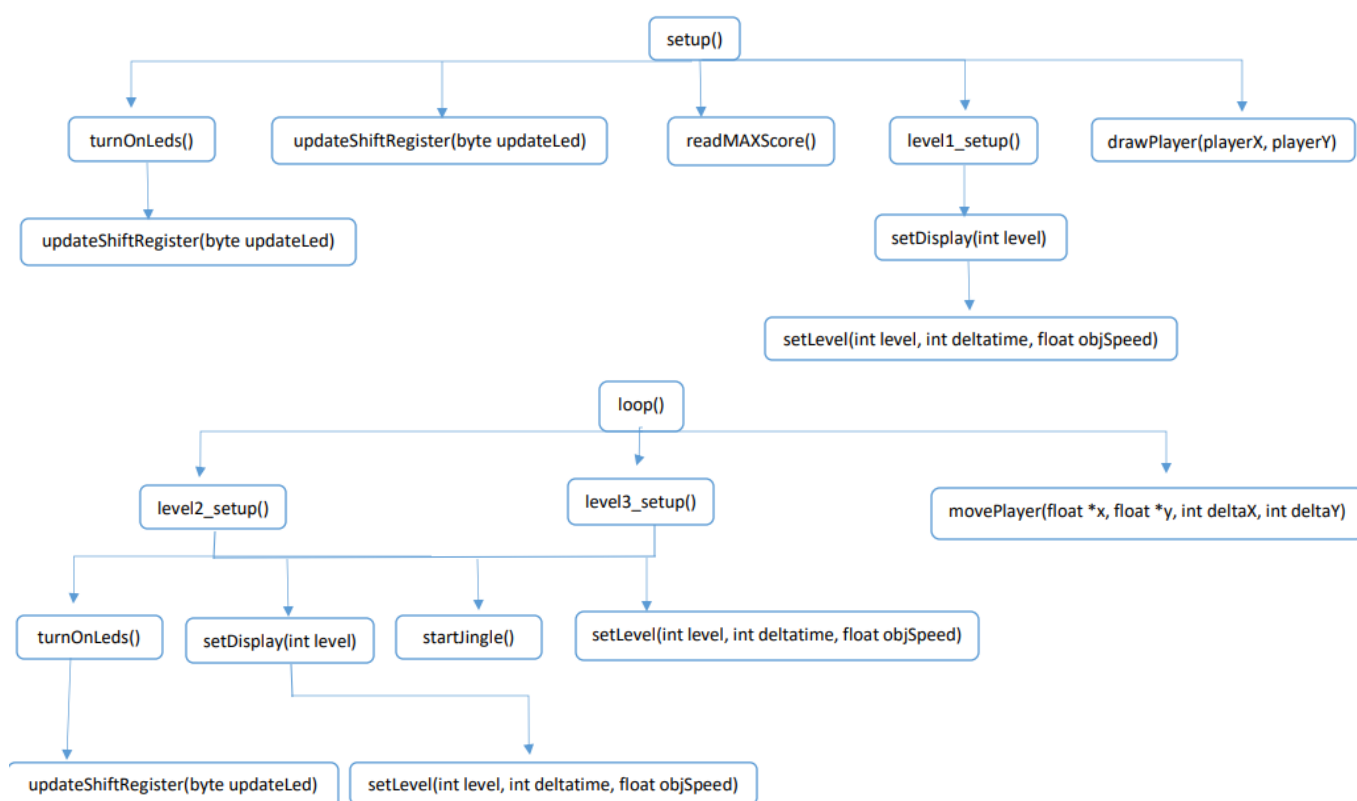 setup()
turnOnLeds()
updateShiftRegister(byte updateLed)
readMAXScore()
level1_setup()
drawPlayer(playerX, playerY)
updateShiftRegister(byte updateLed)
setDisplay(int level)
setLevel(int level, int deltatime, float objSpeed)
loop()
level2_setup()
level3_setup()
movePlayer(float *x, float *y, int deltaX, int deltaY)
turnOnLeds()
setDisplay(int level)
startJingle()
setLevel(int level, int deltatime, float objSpeed)
updateShiftRegister(byte updateLed)
setLevel(int level, int deltatime, float objSpeed)